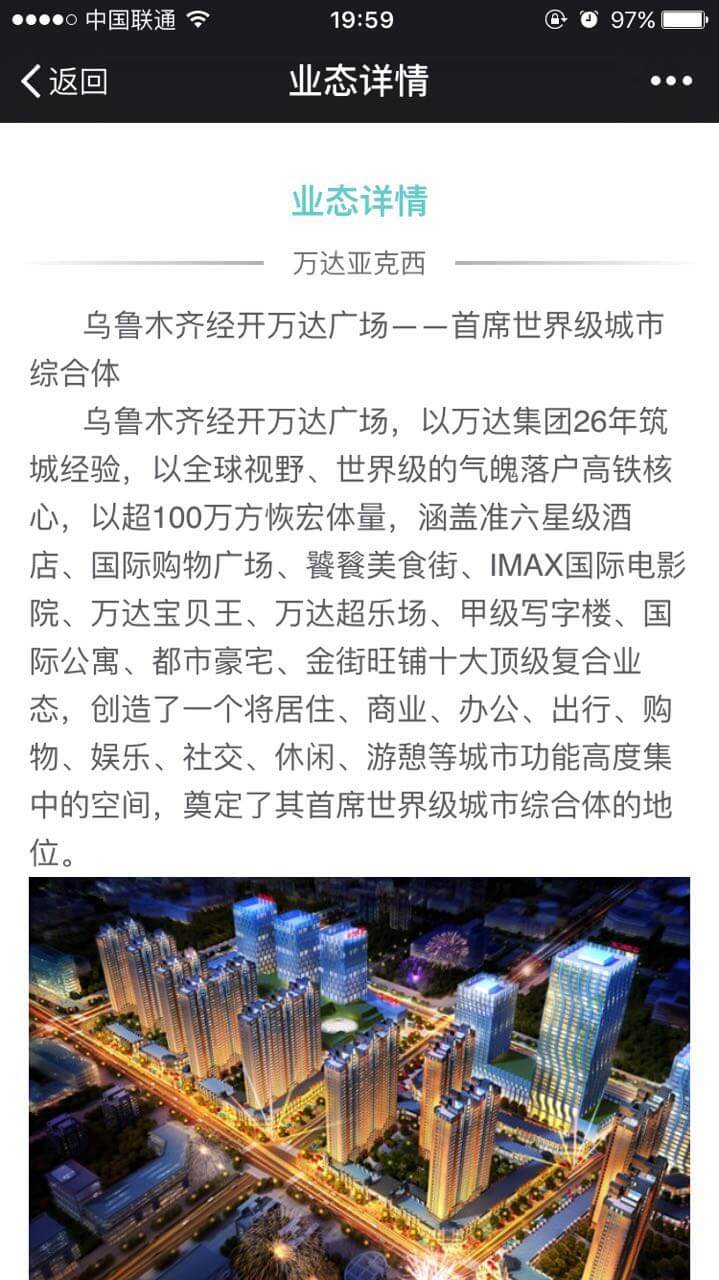 中国联通 19:59 97%
返回 业态详情
业态详情
万达亚克西
乌鲁木齐经开万达广场——首席世界级城市
综合体
乌鲁木齐经开万达广场，以万达集团26年筑
城经验，以全球视野、世界级的气魄落户高铁核
心，以超100万方恢宏体量，涵盖准六星级酒
店、国际购物广场、饕餮美食街、IMAX国际电影
院、万达宝贝王、万达超乐场、甲级写字楼、国
际公寓、都市豪宅、金街旺铺十大顶级复合业
态，创造了一个将居住、商业、办公、出行、购
物、娱乐、社交、休闲、游憩等城市功能高度集
中的空间，奠定了其首席世界级城市综合体的地
位。